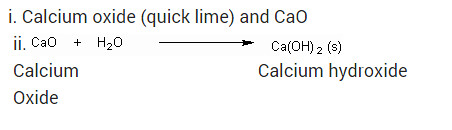 i. Calcium oxide (quick lime) and CaO
ii. CaO + H₂O ⟶ Ca(OH) ₂ (s)
Calcium Calcium hydroxide
Oxide